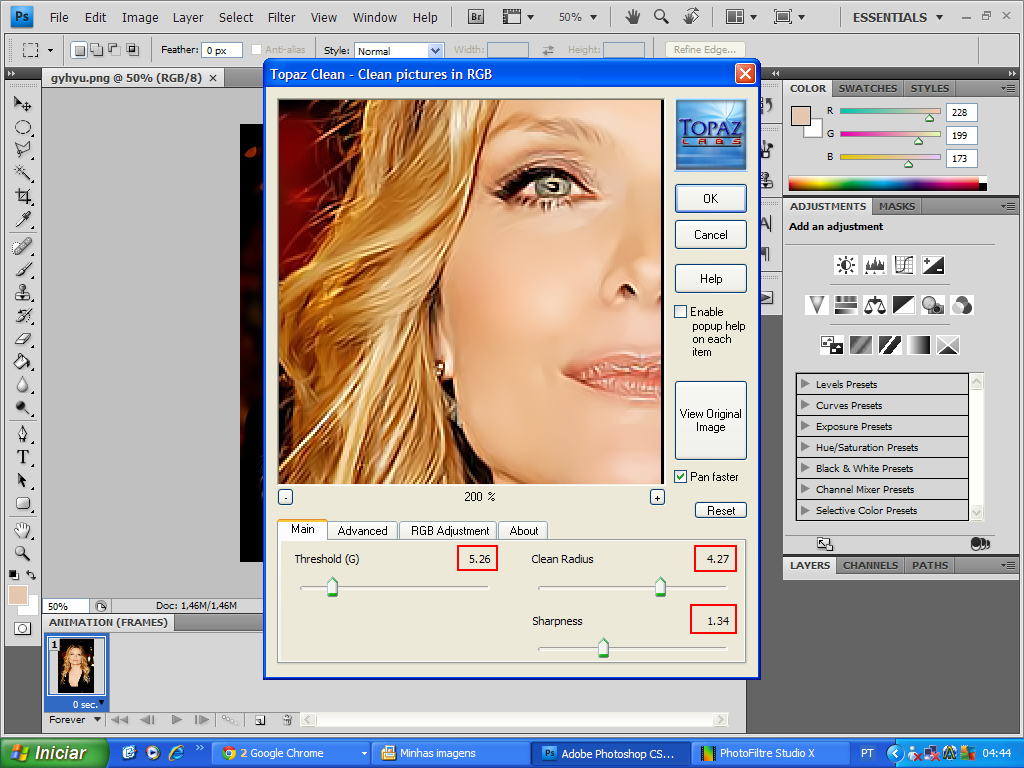 Ps File Edit Image Layer Select Filter View Window Help Br 50% ESSENTIALS
Feather: 0 px Anti-alias Style: Normal Width: Height: Refine Edge...
gyhyu.png @ 50% (RGB/8) ×
Topaz Clean - Clean pictures in RGB
TOPAZ
LABS
OK
Cancel
Help
Enable
popup help
on each
item
View Original
Image
Pan faster
Reset
- 200 % +
Main Advanced RGB Adjustment About
Threshold (G) 5.26 Clean Radius 4.27
Sharpness 1.34
COLOR SWATCHES STYLES
R 228
G 199
B 173
ADJUSTMENTS MASKS
Add an adjustment
Levels Presets
Curves Presets
Exposure Presets
Hue/Saturation Presets
Black & White Presets
Channel Mixer Presets
Selective Color Presets
LAYERS CHANNELS PATHS
50% Doc: 1,46M/1,46M
ANIMATION (FRAMES)
1
0 sec.
Forever
Iniciar 2 Google Chrome Minhas imagens Ps Adobe Photoshop CS... PhotoFiltre Studio X PT 04:44